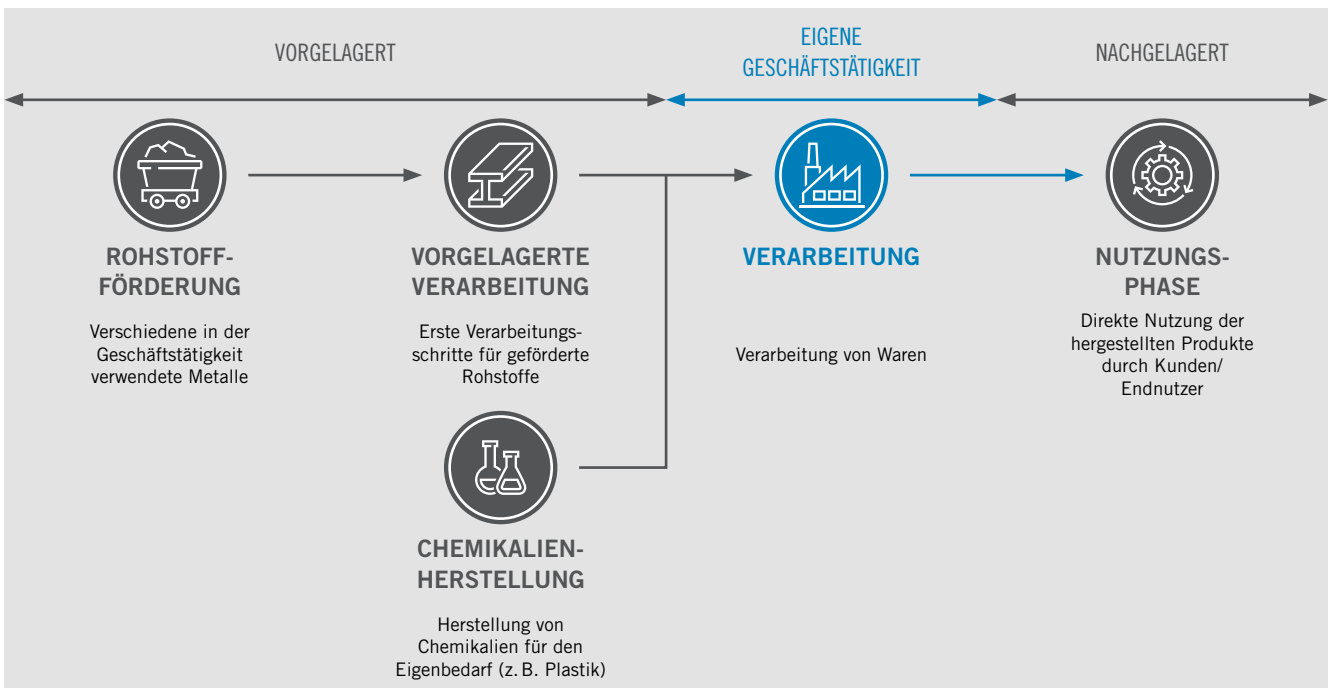 VORGELAGERT
EIGENE
GESCHÄFTSTÄTIGKEIT
NACHGELAGERT
ROHSTOFF-
FÖRDERUNG
Verschiedene in der
Geschäftstätigkeit
verwendete Metalle
VORGELAGERTE
VERARBEITUNG
Erste Verarbeitungs-
schritte für geförderte
Rohstoffe
VERARBEITUNG
Verarbeitung von Waren
NUTZUNGS-
PHASE
Direkte Nutzung der
hergestellten Produkte
durch Kunden/
Endnutzer
CHEMIKALIEN-
HERSTELLUNG
Herstellung von
Chemikalien für den
Eigenbedarf (z. B. Plastik)